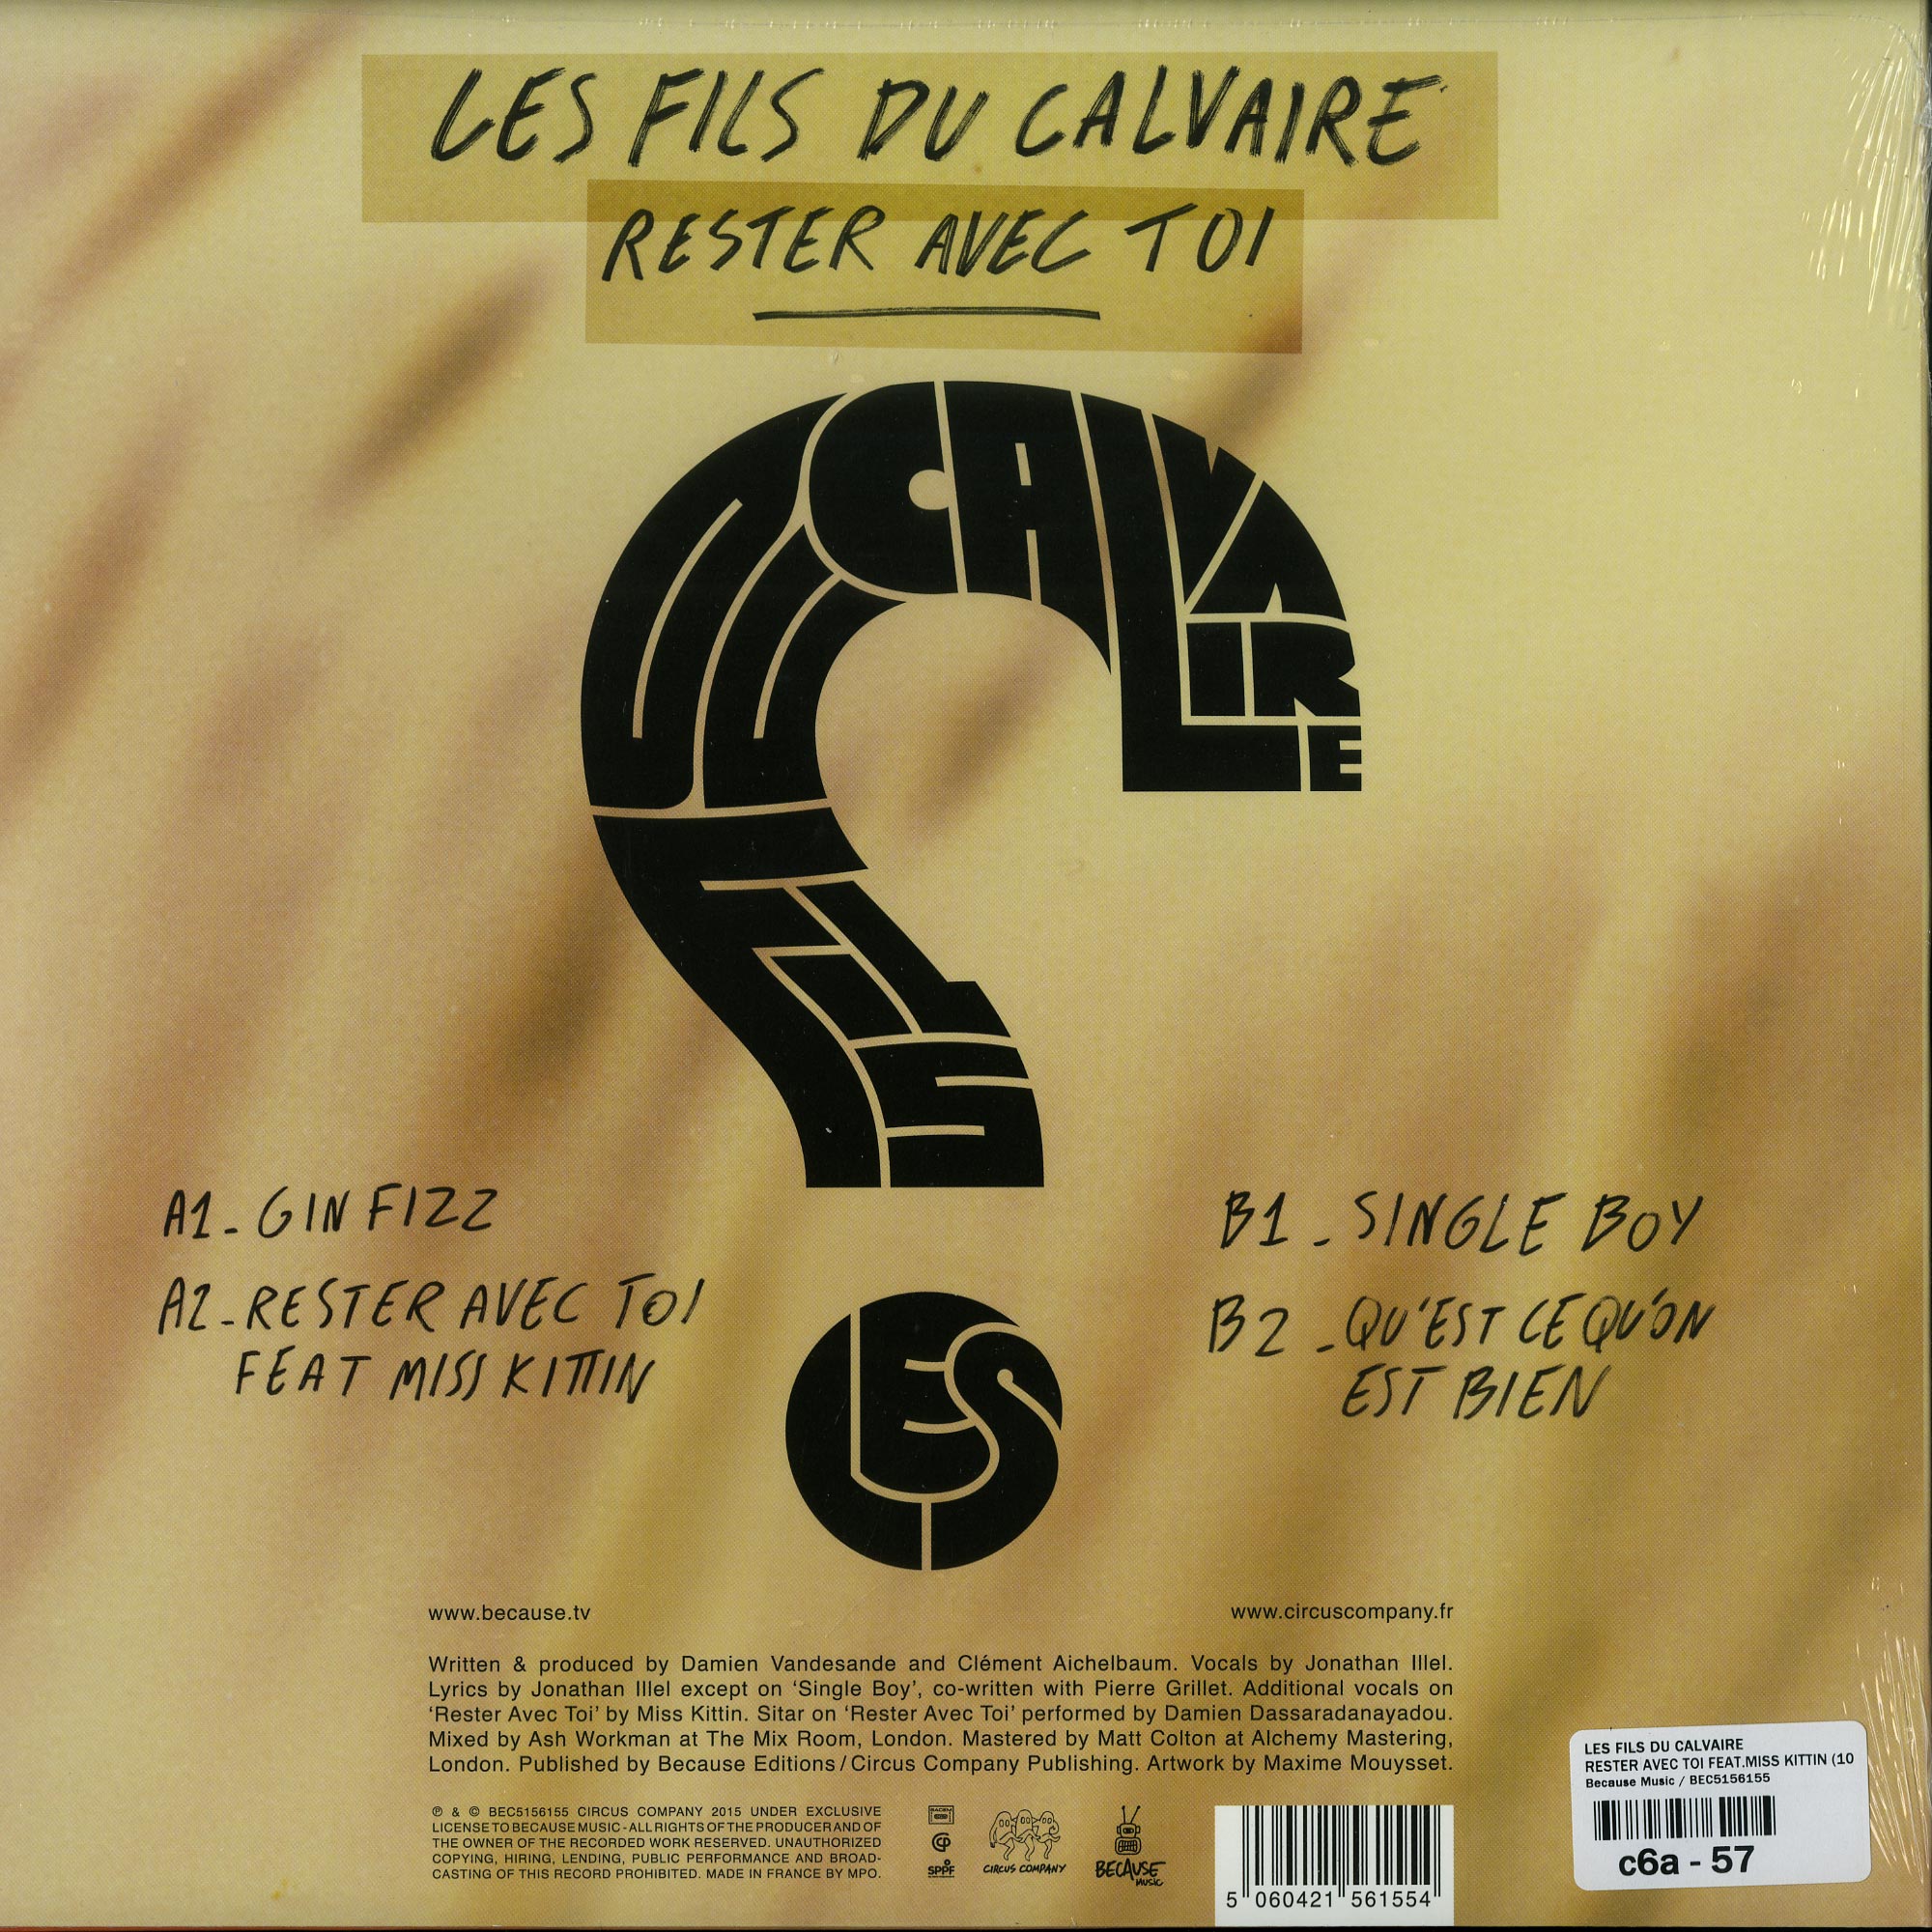 LES FILS DU CALVAIRE
RESTER AVEC TOI
DU CALVAIRE
FILS
LES
A1 - GIN FIZZ
A2 - RESTER AVEC TOI
FEAT MISS KITTIN
B1 - SINGLE BOY
B2 - QU'EST CE QU'ON
EST BIEN
www.because.tv
www.circuscompany.fr
Written & produced by Damien Vandesande and Clément Aichelbaum. Vocals by Jonathan Illel.
Lyrics by Jonathan Illel except on ‘Single Boy’, co-written with Pierre Grillet. Additional vocals on
‘Rester Avec Toi’ by Miss Kittin. Sitar on ‘Rester Avec Toi’ performed by Damien Dassaradanayadou.
Mixed by Ash Workman at The Mix Room, London. Mastered by Matt Colton at Alchemy Mastering,
London. Published by Because Editions / Circus Company Publishing. Artwork by Maxime Mouysset.
℗ & © BEC5156155 CIRCUS COMPANY 2015 UNDER EXCLUSIVE
LICENSE TO BECAUSE MUSIC - ALL RIGHTS OF THE PRODUCER AND OF
THE OWNER OF THE RECORDED WORK RESERVED. UNAUTHORIZED
COPYING, HIRING, LENDING, PUBLIC PERFORMANCE AND BROAD-
CASTING OF THIS RECORD PROHIBITED. MADE IN FRANCE BY MPO.
SACEM
SPPF
CIRCUS COMPANY
BECAUSE
MUSIC
5 060421 561554
LES FILS DU CALVAIRE
RESTER AVEC TOI FEAT.MISS KITTIN (10
Because Music / BEC5156155
c6a - 57